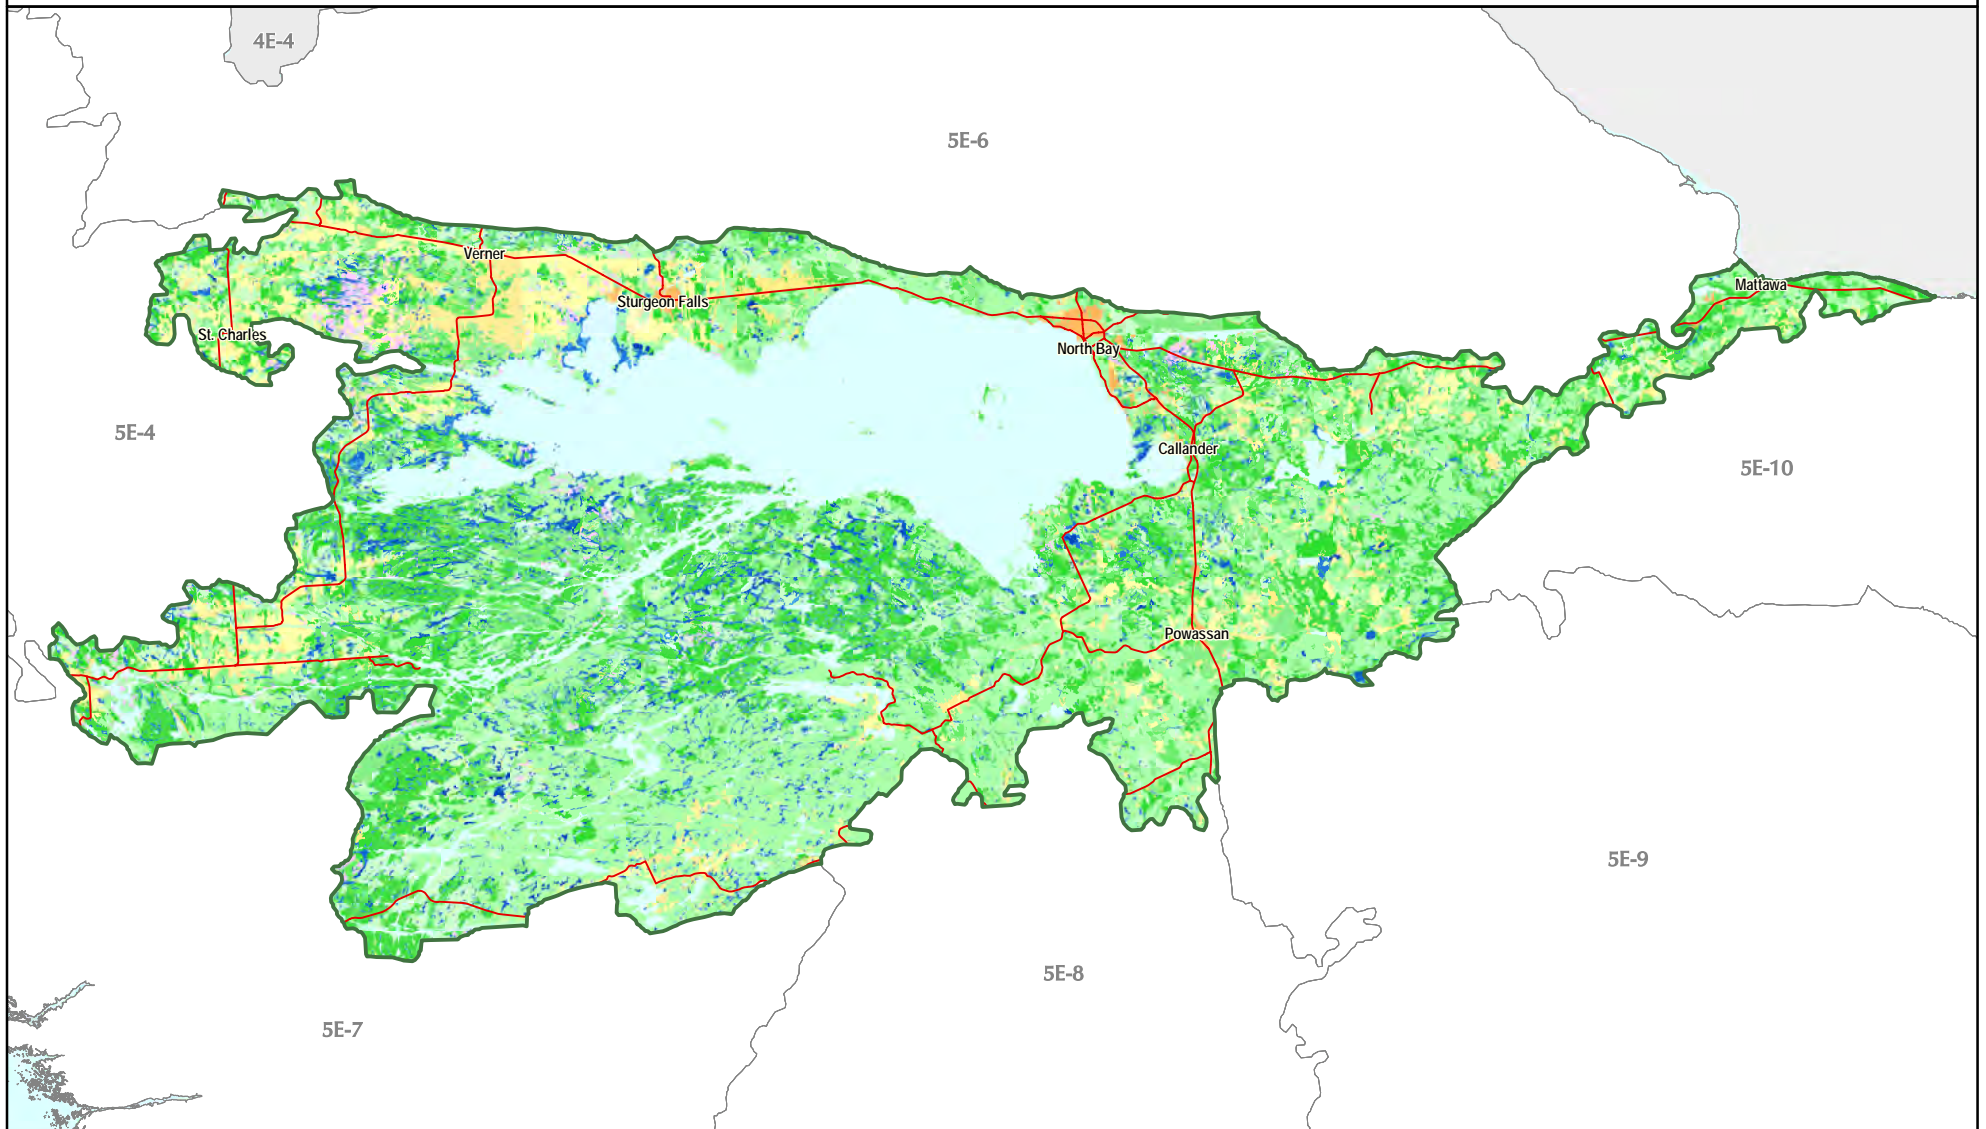 4E-4
5E-6
Verner
Mattawa
Sturgeon Falls
St. Charles
North Bay
5E-4
Callander
5E-10
Powassan
5E-9
5E-8
5E-7